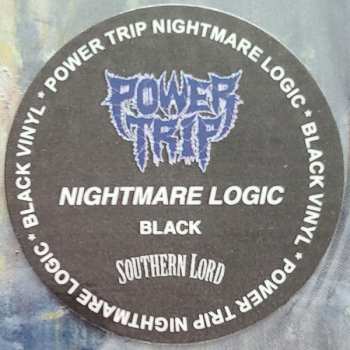 * POWER TRIP NIGHTMARE LOGIC * BLACK VINYL * POWER TRIP NIGHTMARE LOGIC * BLACK VINYL
POWER
TRIP
NIGHTMARE LOGIC
BLACK
SOUTHERN LORD